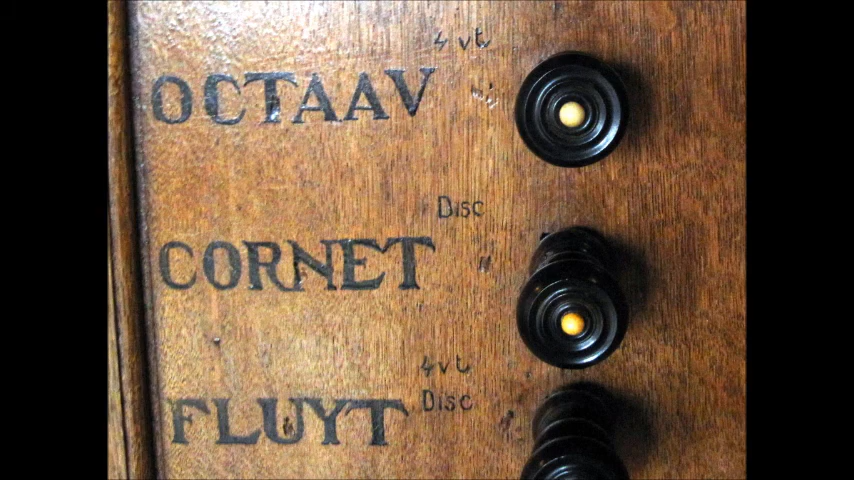 4 vt
OCTAAV
Disc
CORNET
4 vt
Disc
FLUYT